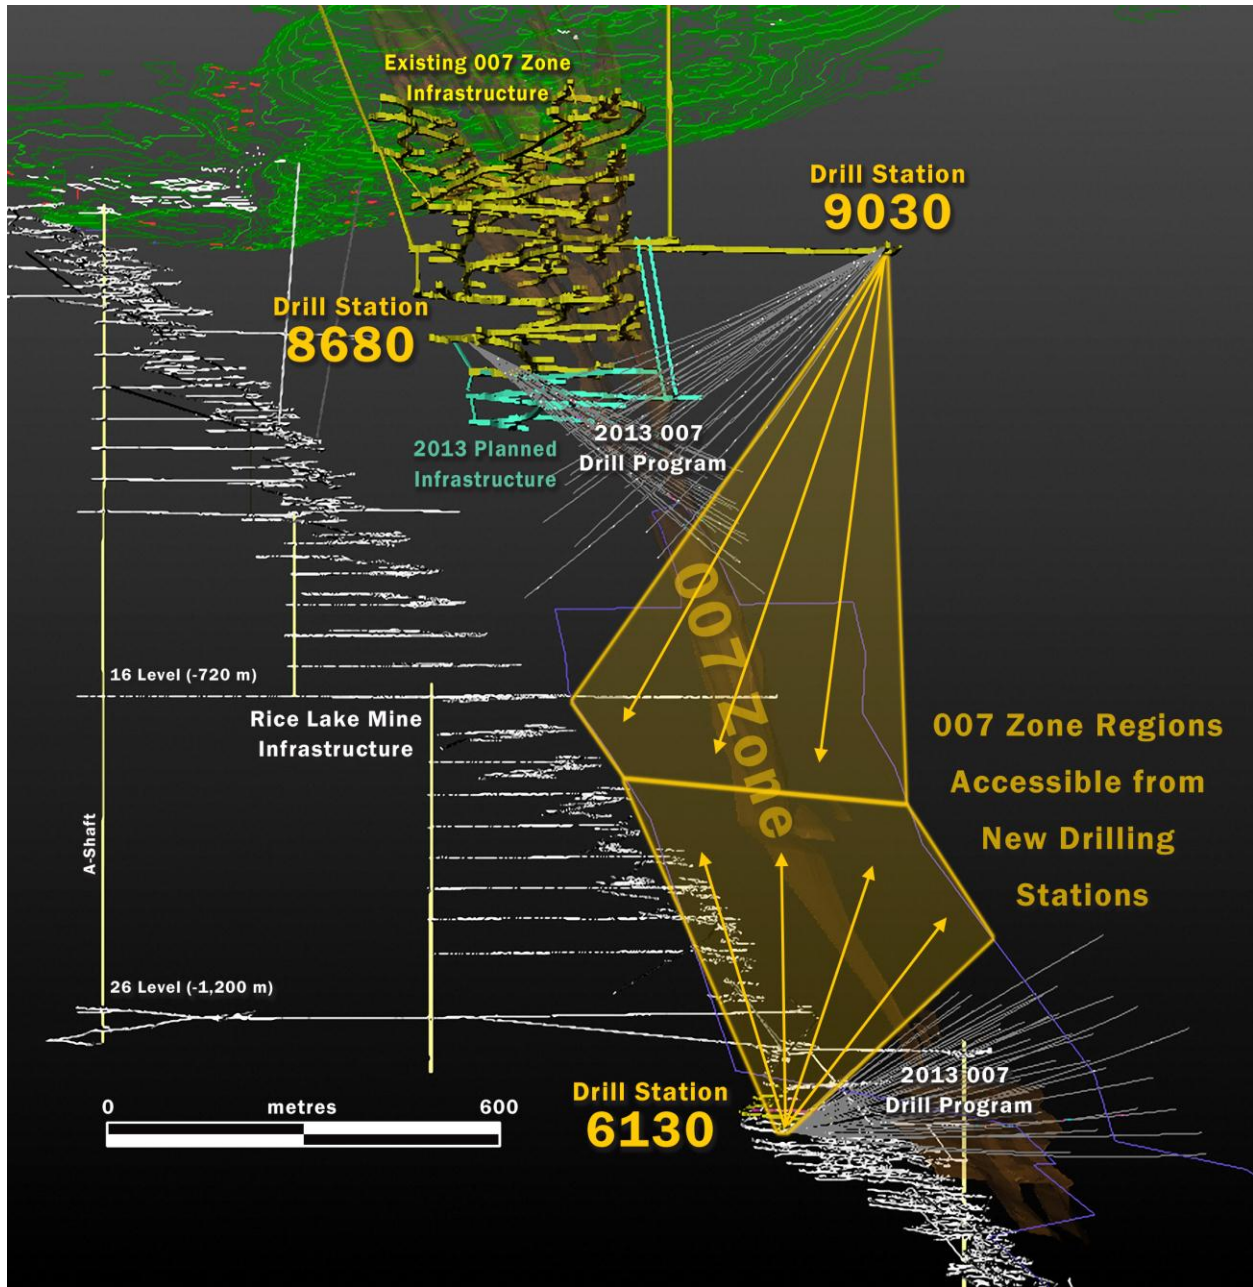 Existing 007 Zone
Infrastructure
Drill Station
9030
Drill Station
8680
2013 007
Drill Program
2013 Planned
Infrastructure
007 Zone
16 Level (-720 m)
Rice Lake Mine
Infrastructure
007 Zone Regions
Accessible from
New Drilling
Stations
A-Shaft
26 Level (-1,200 m)
2013 007
Drill Program
Drill Station
6130
0 metres 600